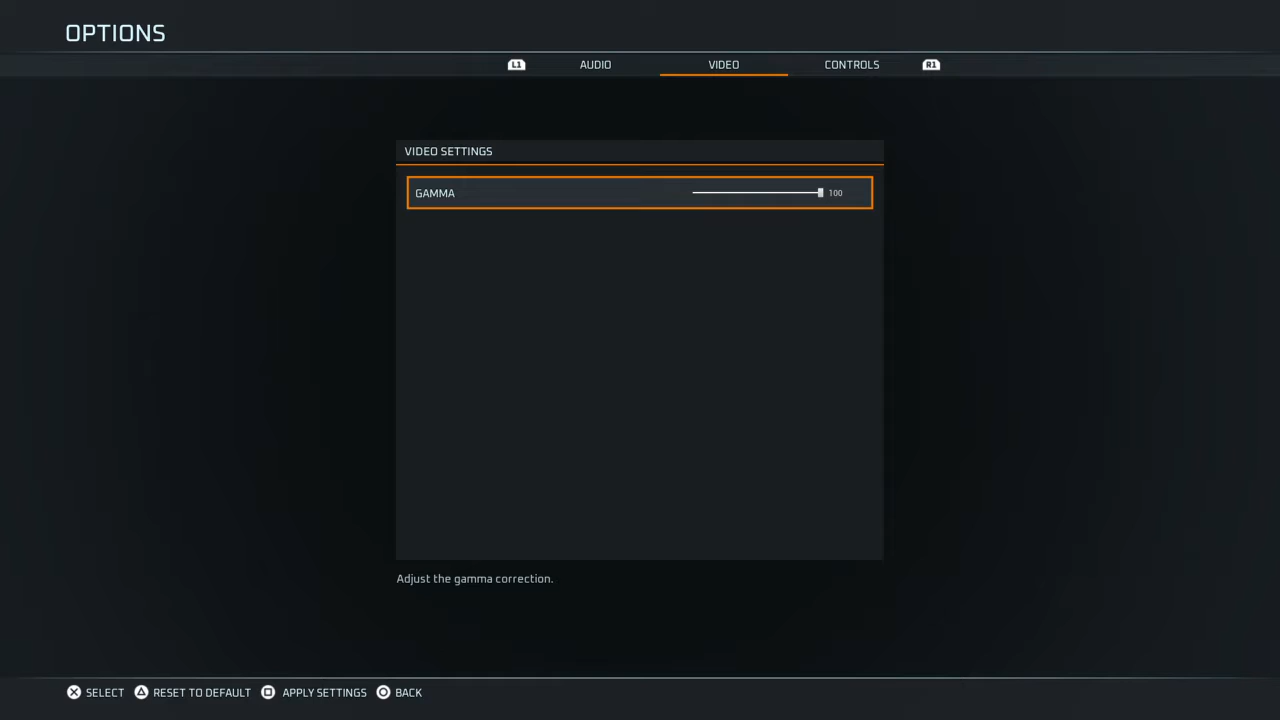 OPTIONS
L1 AUDIO VIDEO CONTROLS R1
VIDEO SETTINGS
GAMMA 100
Adjust the gamma correction.
SELECT RESET TO DEFAULT APPLY SETTINGS BACK